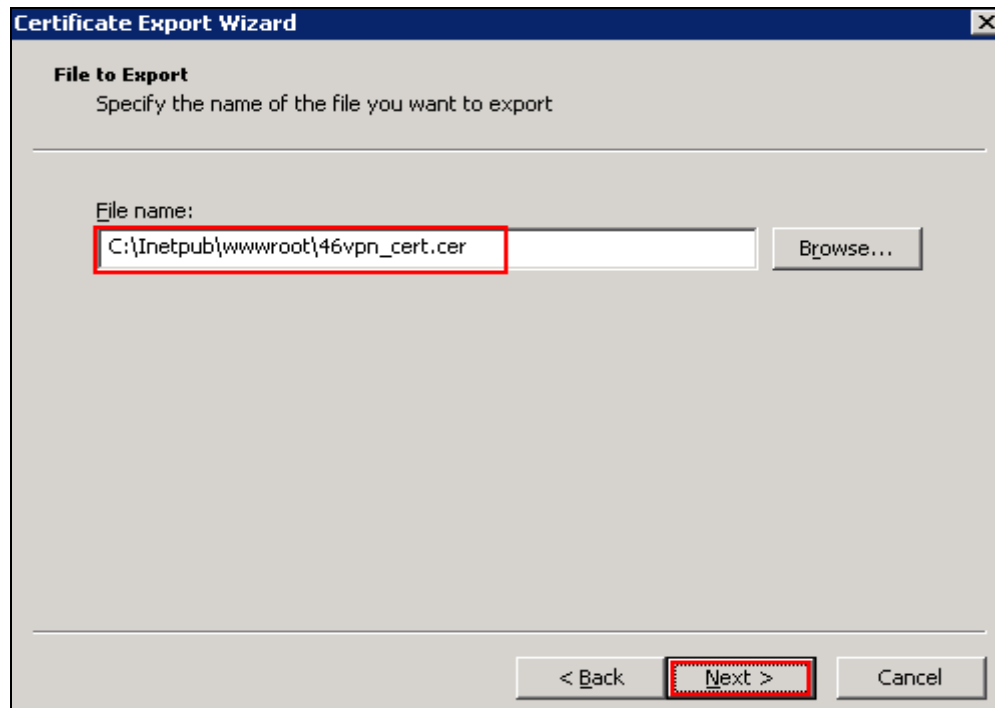 Certificate Export Wizard
File to Export
Specify the name of the file you want to export
File name:
C:\Inetpub\wwwroot\46vpn_cert.cer
Browse...
< Back
Next >
Cancel